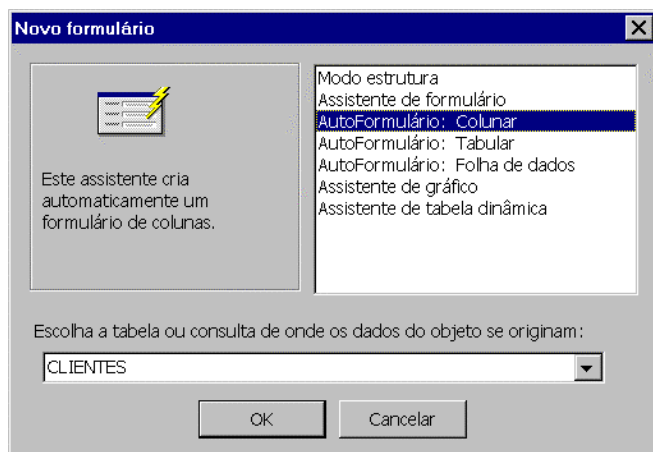 Novo formulário
Modo estrutura
Assistente de formulário
AutoFormulário: Colunar
AutoFormulário: Tabular
AutoFormulário: Folha de dados
Assistente de gráfico
Assistente de tabela dinâmica
Este assistente cria
automaticamente um
formulário de colunas.
Escolha a tabela ou consulta de onde os dados do objeto se originam:
CLIENTES
OK
Cancelar